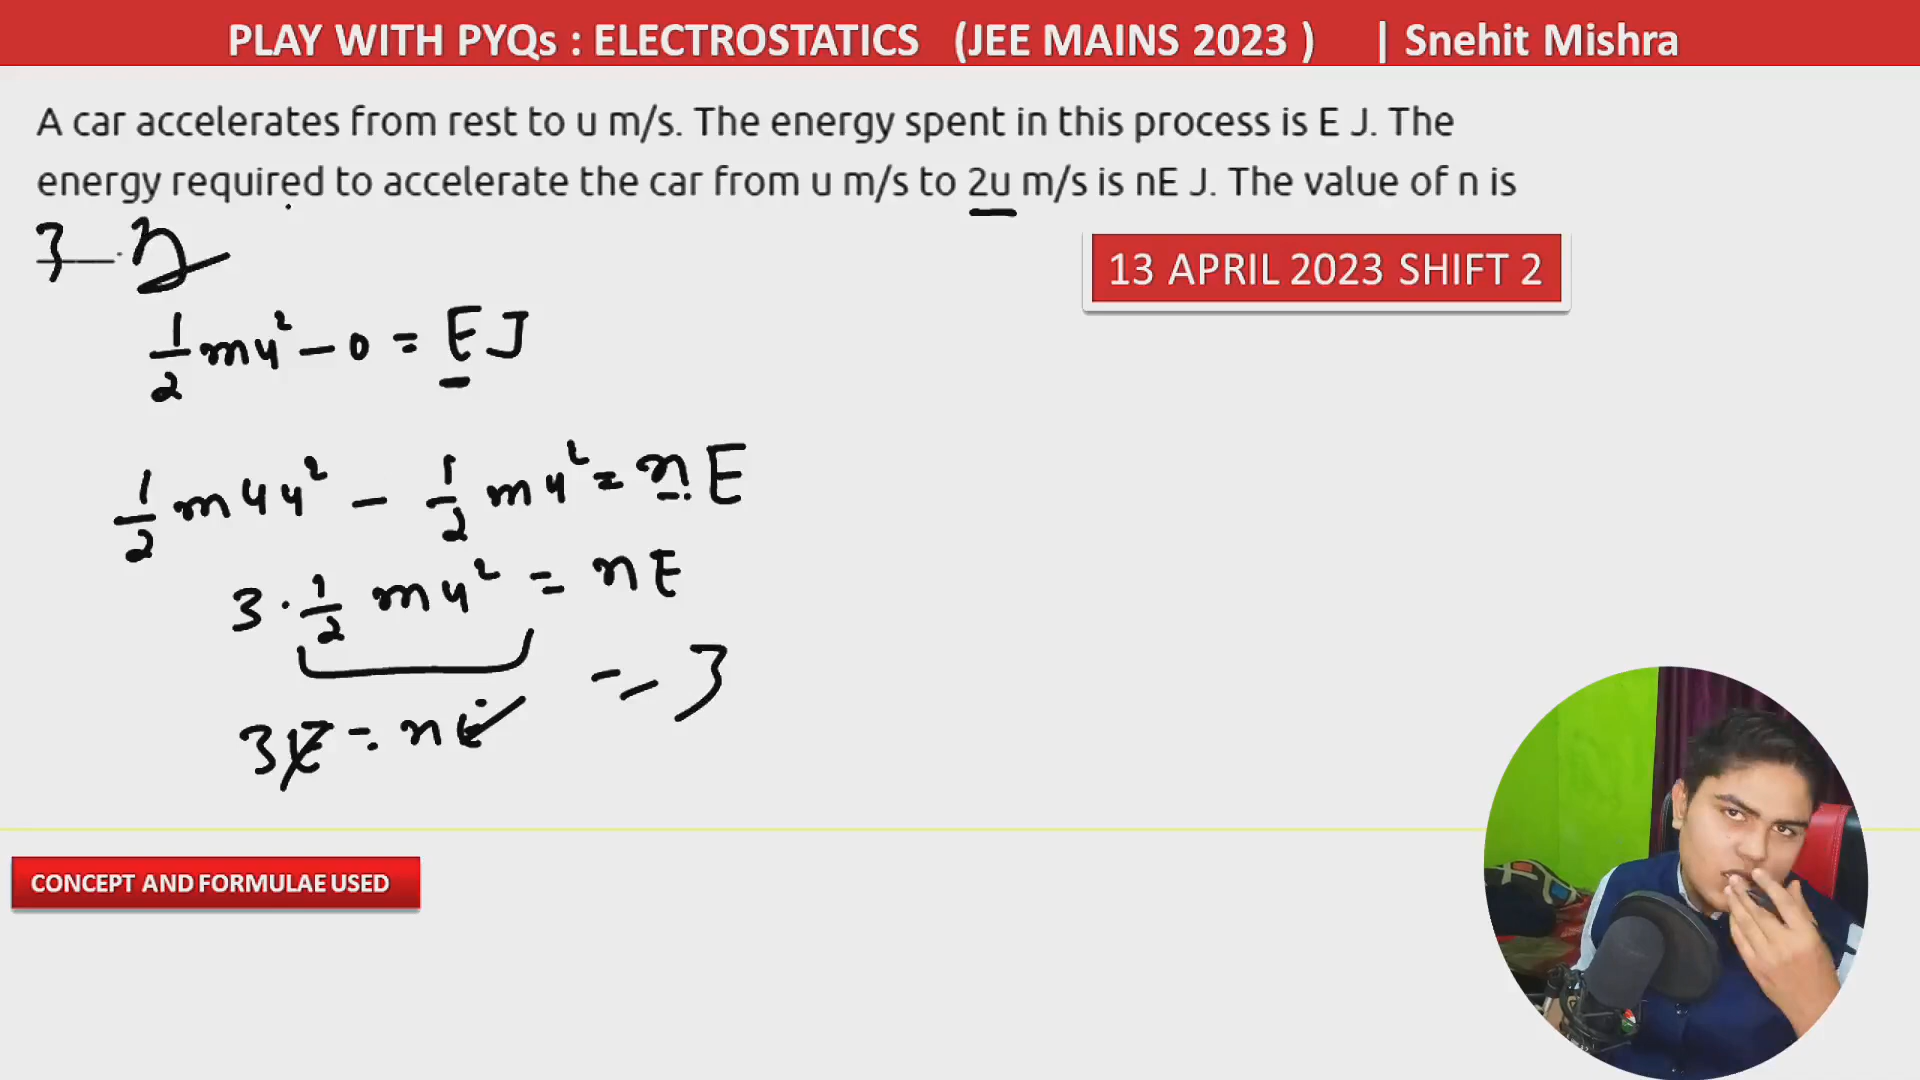 PLAY WITH PYQs : ELECTROSTATICS (JEE MAINS 2023 ) | Snehit Mishra
A car accelerates from rest to u m/s. The energy spent in this process is E J. The
energy required to accelerate the car from u m/s to 2u m/s is nE J. The value of n is
3 n
13 APRIL 2023 SHIFT 2
1/2 mu² – 0 = E J
1/2 m4u² – 1/2 mu² = nE
3 · 1/2 mu² = nE
= 3
3E = nE
CONCEPT AND FORMULAE USED